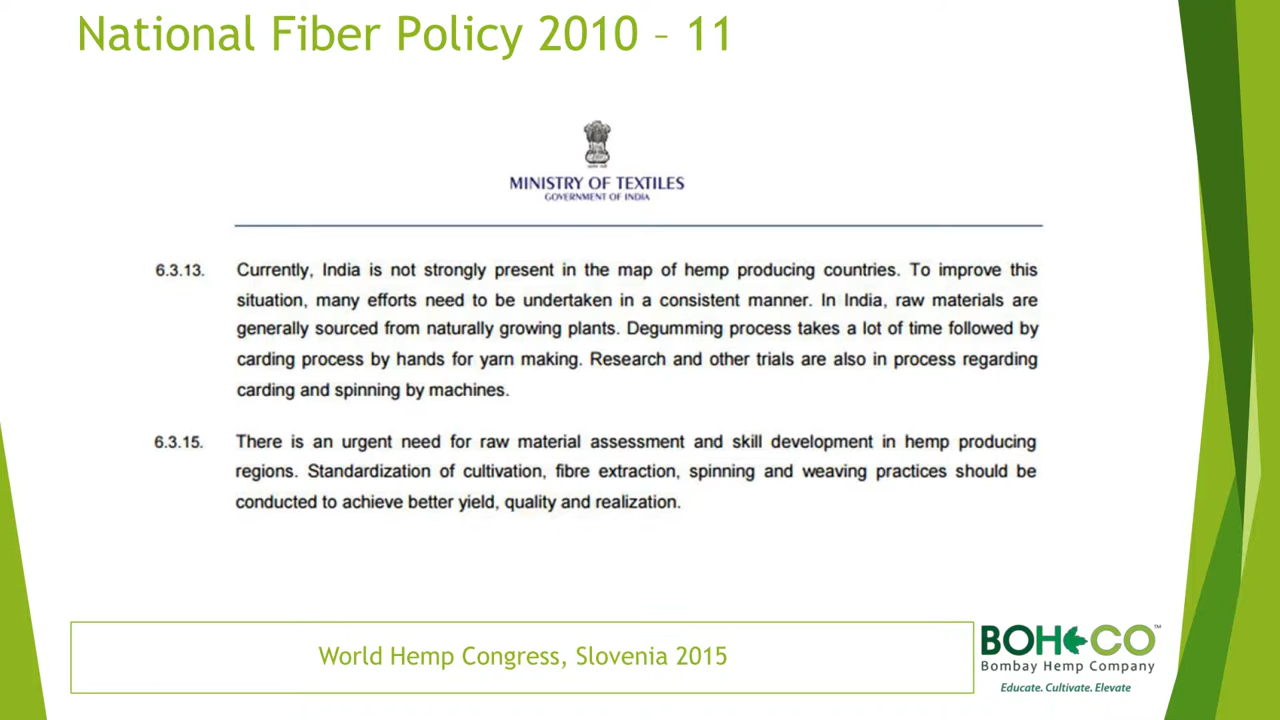 National Fiber Policy 2010 – 11
MINISTRY OF TEXTILES
GOVERNMENT OF INDIA
6.3.13. Currently, India is not strongly present in the map of hemp producing countries. To improve this
situation, many efforts need to be undertaken in a consistent manner. In India, raw materials are
generally sourced from naturally growing plants. Degumming process takes a lot of time followed by
carding process by hands for yarn making. Research and other trials are also in process regarding
carding and spinning by machines.
6.3.15. There is an urgent need for raw material assessment and skill development in hemp producing
regions. Standardization of cultivation, fibre extraction, spinning and weaving practices should be
conducted to achieve better yield, quality and realization.
World Hemp Congress, Slovenia 2015
BOHECO™
Bombay Hemp Company
Educate. Cultivate. Elevate